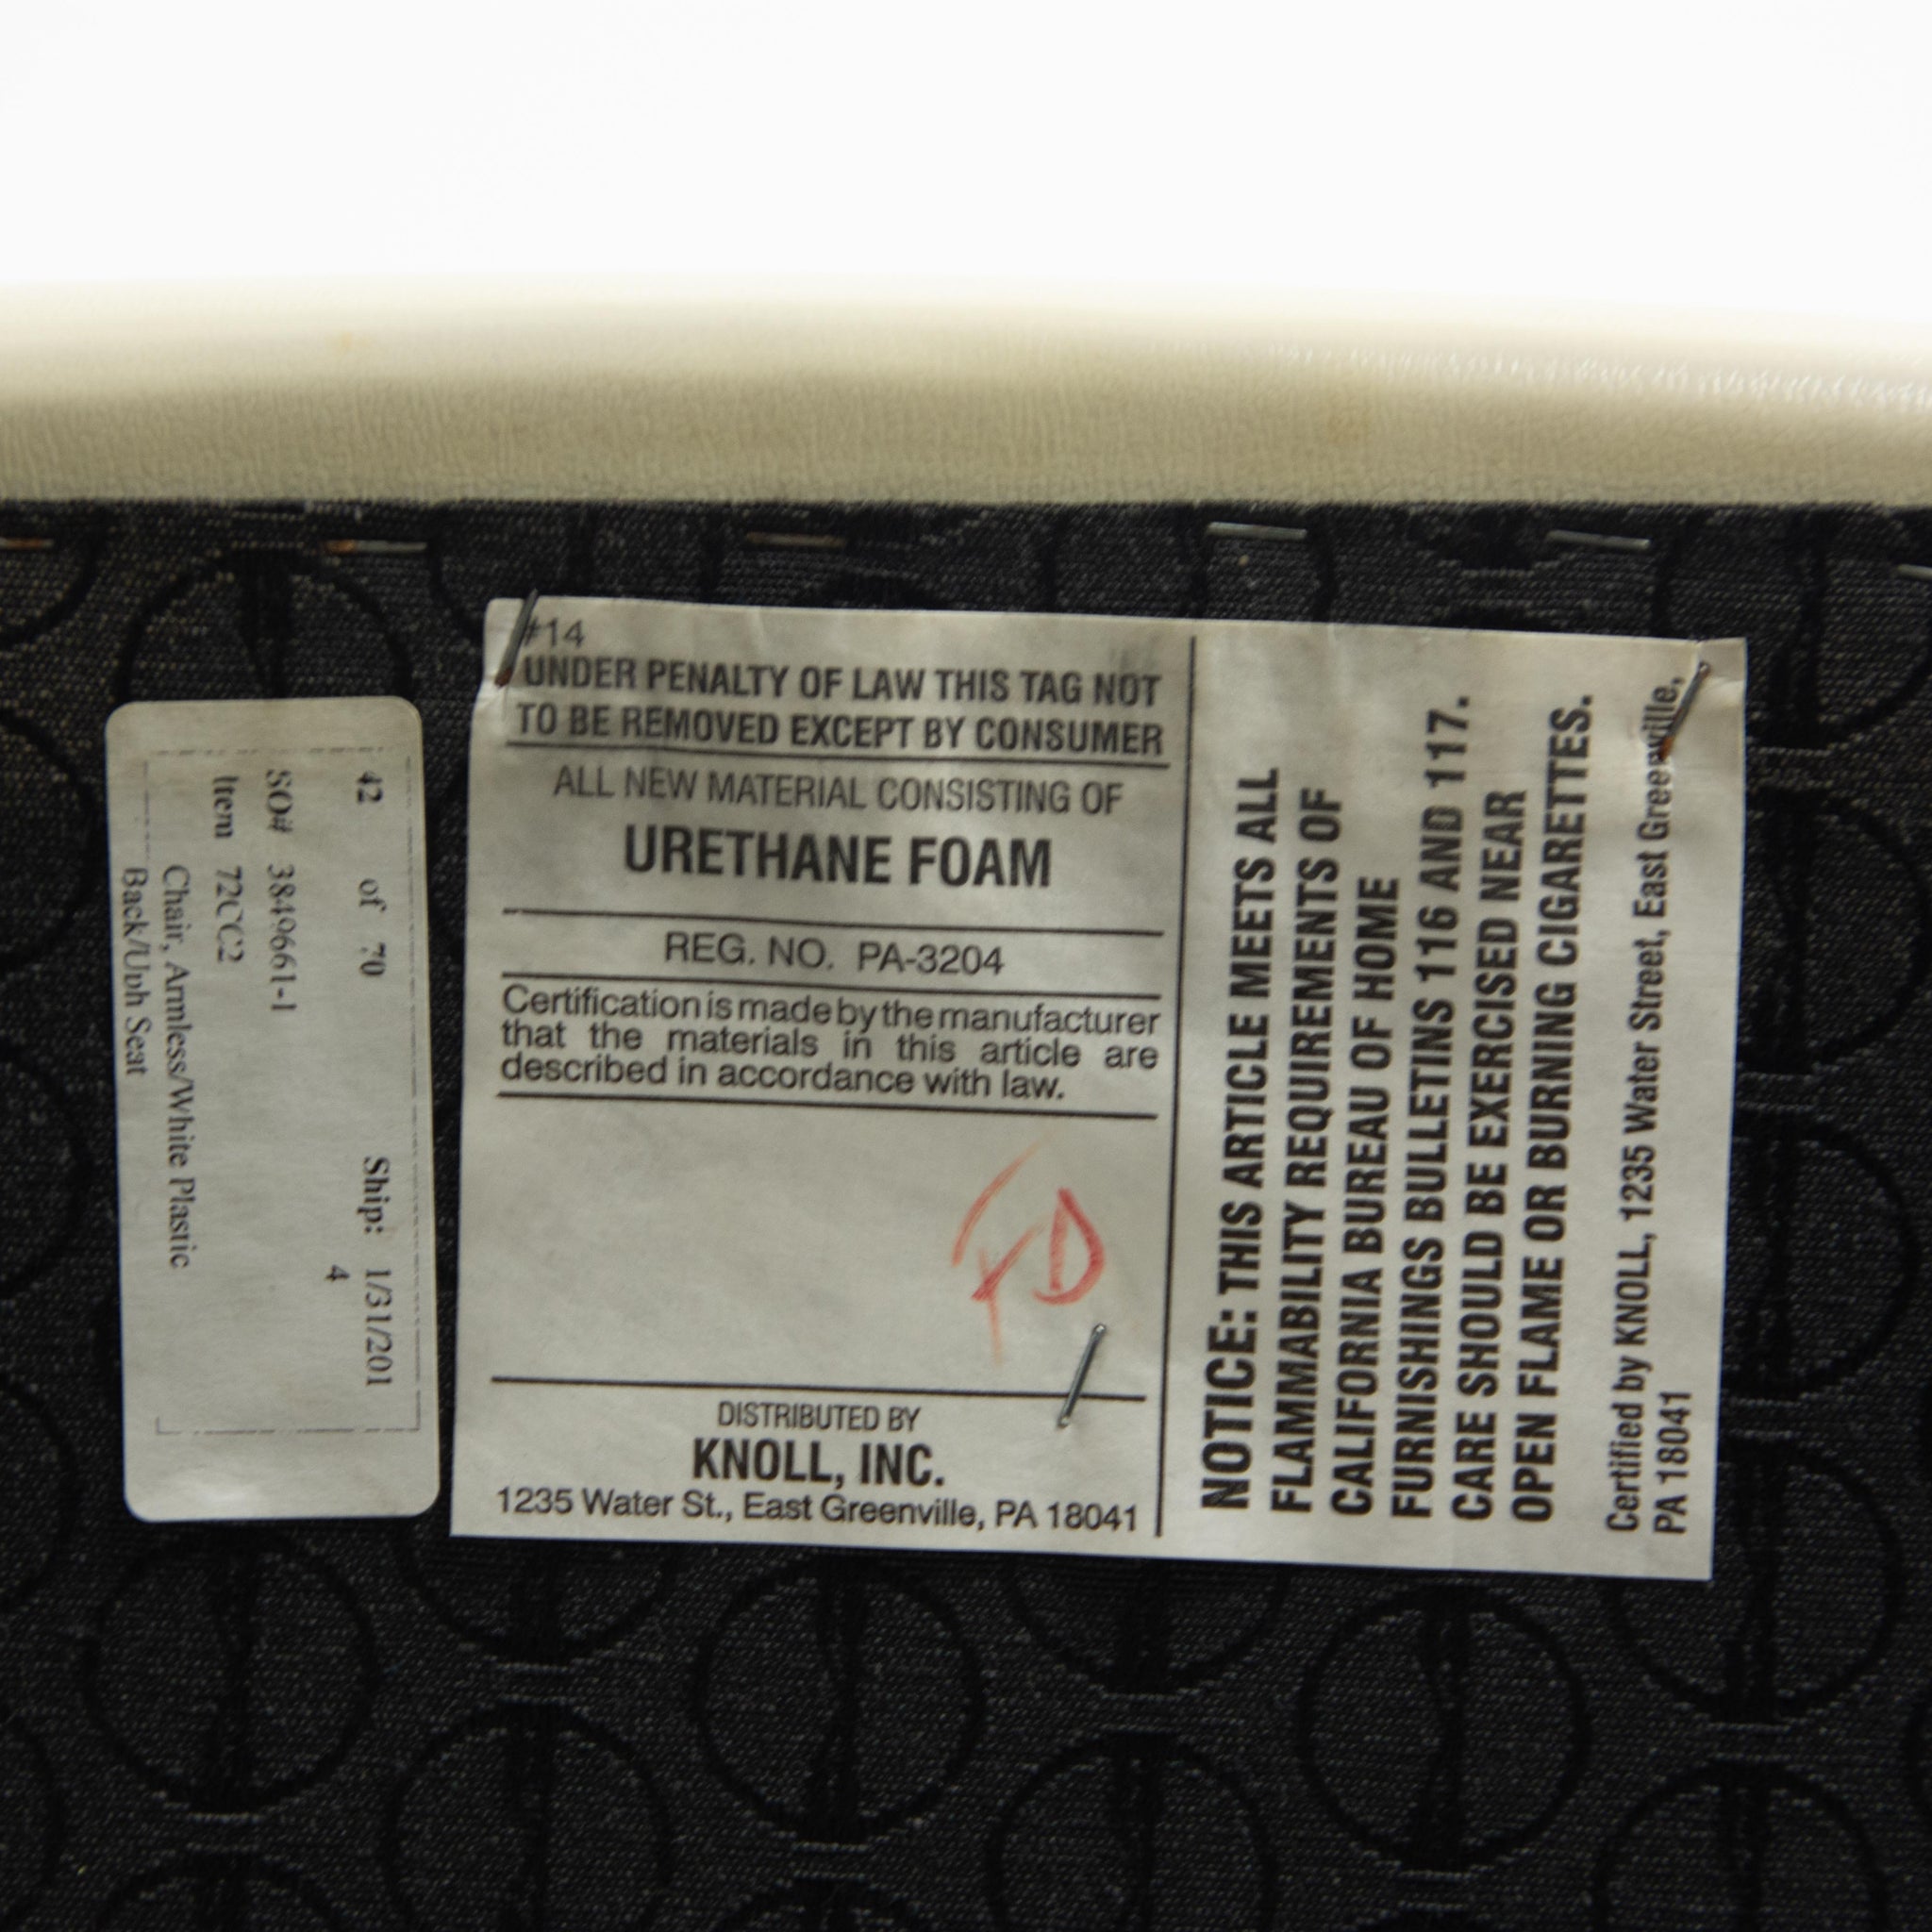 42 of 70 Ship: 1/31/201
4
SO# 3849661-1
Item 72CC2
Chair, Armless/White Plastic
Back/Uph Seat
#14
UNDER PENALTY OF LAW THIS TAG NOT
TO BE REMOVED EXCEPT BY CONSUMER
ALL NEW MATERIAL CONSISTING OF
URETHANE FOAM
REG. NO. PA-3204
Certification is made by the manufacturer
that the materials in this article are
described in accordance with law.
DISTRIBUTED BY
KNOLL, INC.
1235 Water St., East Greenville, PA 18041
NOTICE: THIS ARTICLE MEETS ALL
FLAMMABILITY REQUIREMENTS OF
CALIFORNIA BUREAU OF HOME
FURNISHINGS BULLETINS 116 AND 117.
CARE SHOULD BE EXERCISED NEAR
OPEN FLAME OR BURNING CIGARETTES.
Certified by KNOLL, 1235 Water Street, East Greenville,
PA 18041